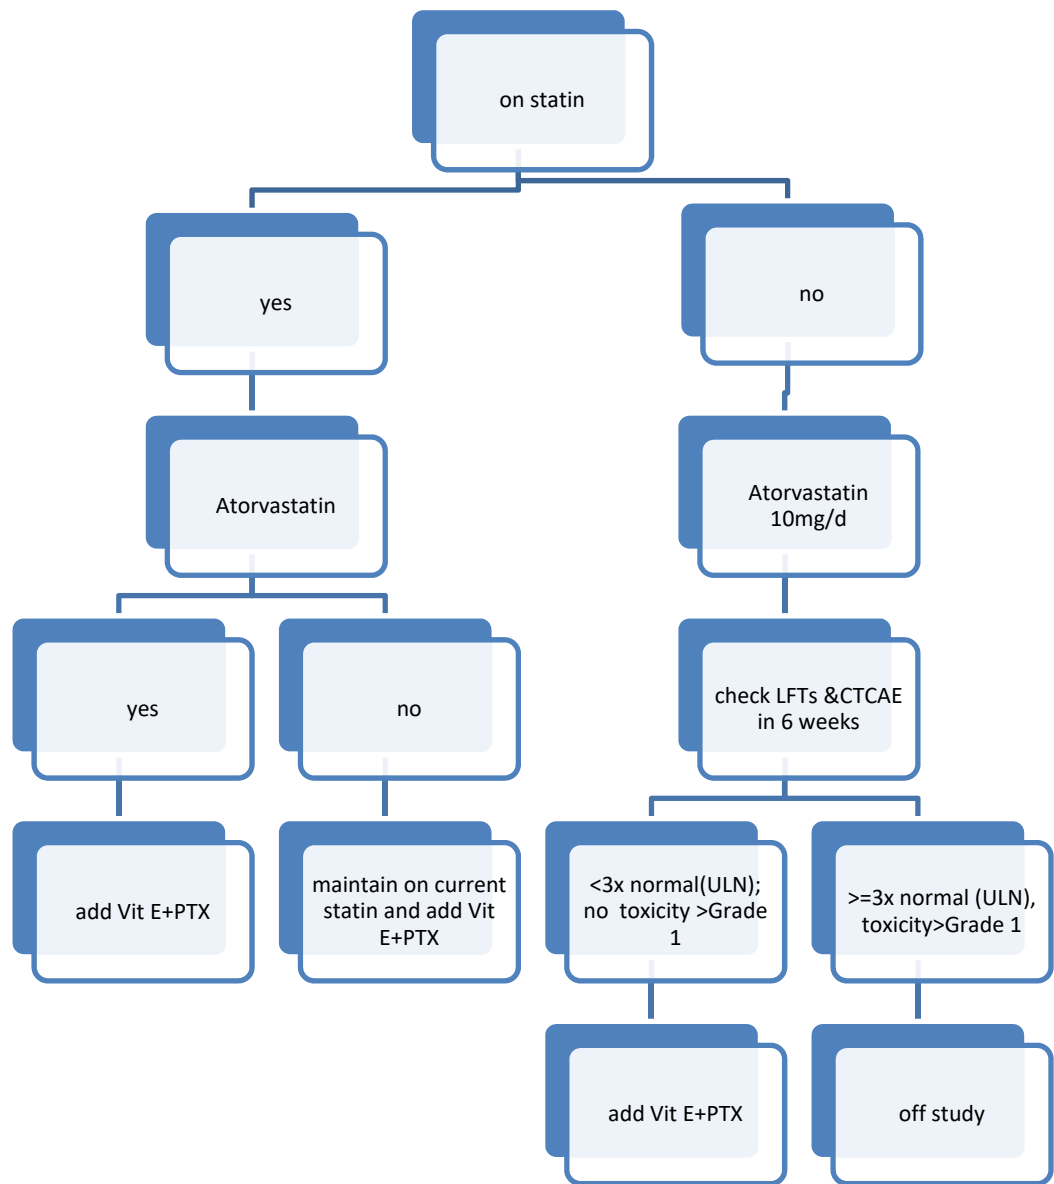 on statin
yes
no
Atorvastatin
Atorvastatin
10mg/d
yes
no
check LFTs &CTCAE
in 6 weeks
add Vit E+PTX
maintain on current
statin and add Vit
E+PTX
<3x normal(ULN);
no  toxicity >Grade
1
>=3x normal (ULN),
toxicity>Grade 1
add Vit E+PTX
off study